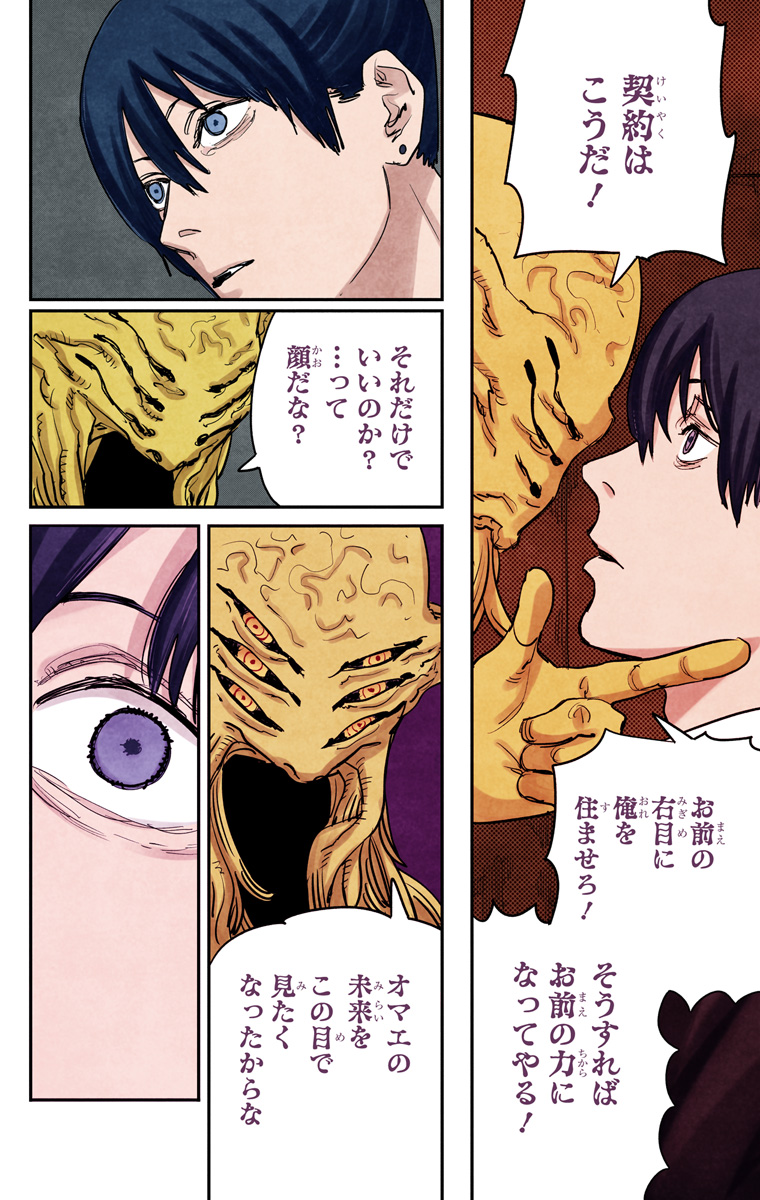 契約は
こうだ！
お前の
右目に
俺を
住ませろ！
そうすれば
お前の力に
なってやる！
それだけで
いいのか？
…って
顔だな？
オマエの
未来を
この目で
見たく
なったからな